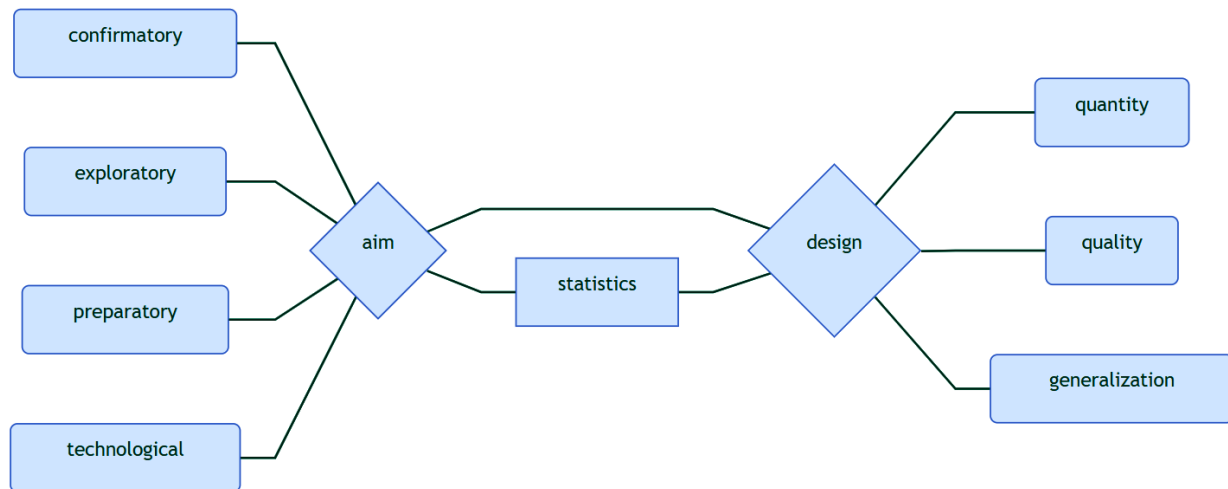 confirmatory
exploratory
preparatory
technological
aim
statistics
design
quantity
quality
generalization